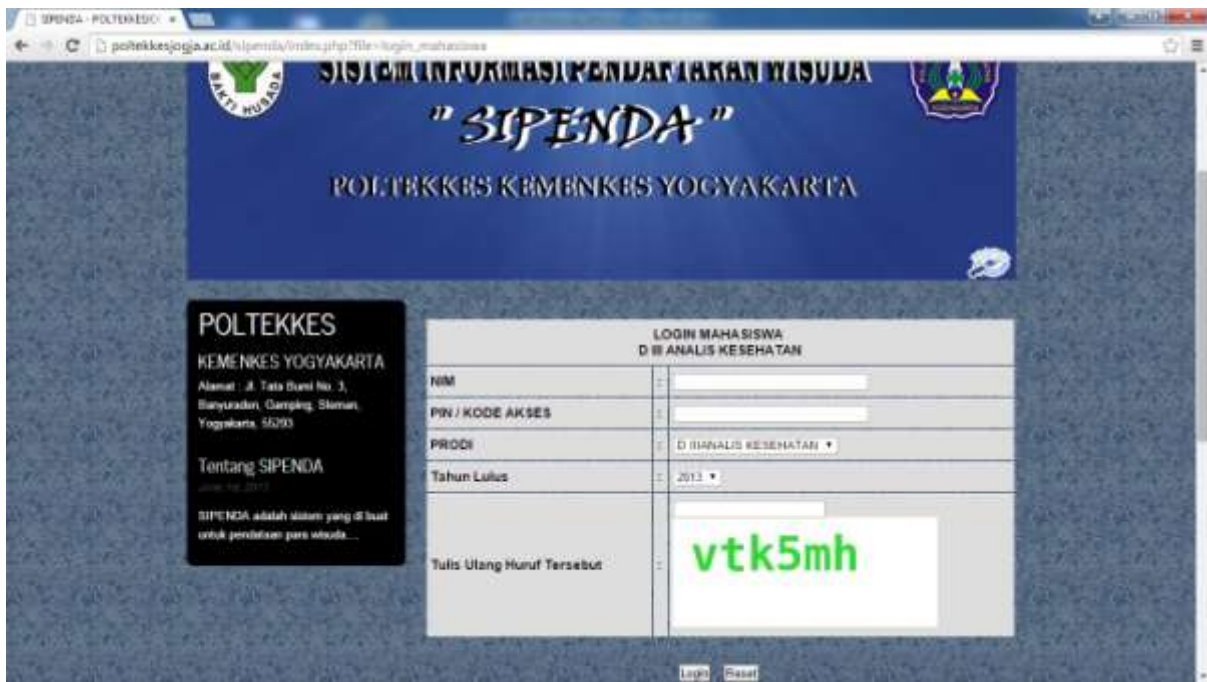 SIPENDA - POLTEKKESJO
poltekkesjogja.ac.id/sipenda/index.php?file=login_mahasiswa
BAKTI HUSADA
SISTEM INFORMASI PENDAFTARAN WISUDA
" SIPENDA "
POLTEKKES KEMENKES YOGYAKARTA
POLTEKKES
KEMENKES YOGYAKARTA
Alamat : Jl. Tata Bumi No. 3,
Banyuraden, Gamping, Sleman,
Yogyakarta, 55293
Tentang SIPENDA
SIPENDA adalah sistem yang di buat
untuk pendataan para wisuda....
LOGIN MAHASISWA
D III ANALIS KESEHATAN
NIM :
PIN / KODE AKSES :
PRODI : D IIIANALIS KESEHATAN
Tahun Lulus : 2013
Tulis Ulang Huruf Tersebut :
vtk5mh
Login Reset